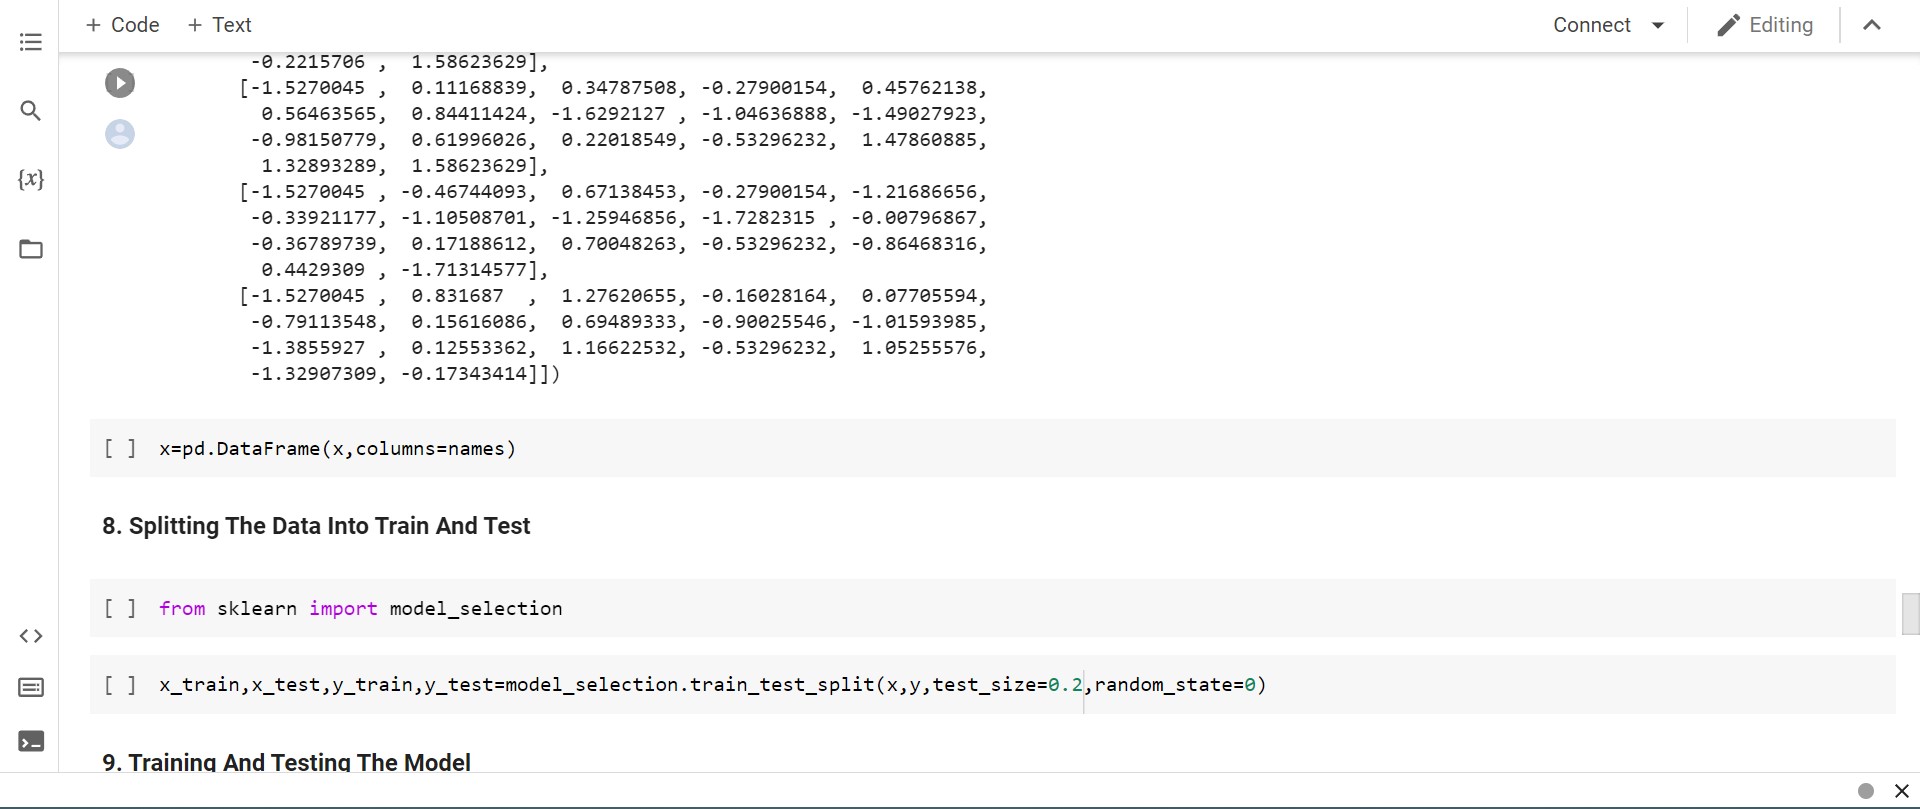 + Code + Text Connect Editing
-0.2215706 , 1.58623629],
[-1.5270045 , 0.11168839, 0.34787508, -0.27900154, 0.45762138,
0.56463565, 0.84411424, -1.6292127 , -1.04636888, -1.49027923,
-0.98150779, 0.61996026, 0.22018549, -0.53296232, 1.47860885,
1.32893289, 1.58623629],
[-1.5270045 , -0.46744093, 0.67138453, -0.27900154, -1.21686656,
-0.33921177, -1.10508701, -1.25946856, -1.7282315 , -0.00796867,
-0.36789739, 0.17188612, 0.70048263, -0.53296232, -0.86468316,
0.4429309 , -1.71314577],
[-1.5270045 , 0.831687 , 1.27620655, -0.16028164, 0.07705594,
-0.79113548, 0.15616086, 0.69489333, -0.90025546, -1.01593985,
-1.3855927 , 0.12553362, 1.16622532, -0.53296232, 1.05255576,
-1.32907309, -0.17343414]])
[ ] x=pd.DataFrame(x,columns=names)
8. Splitting The Data Into Train And Test
[ ] from sklearn import model_selection
[ ] x_train,x_test,y_train,y_test=model_selection.train_test_split(x,y,test_size=0.2,random_state=0)
9. Training And Testing The Model
{x}